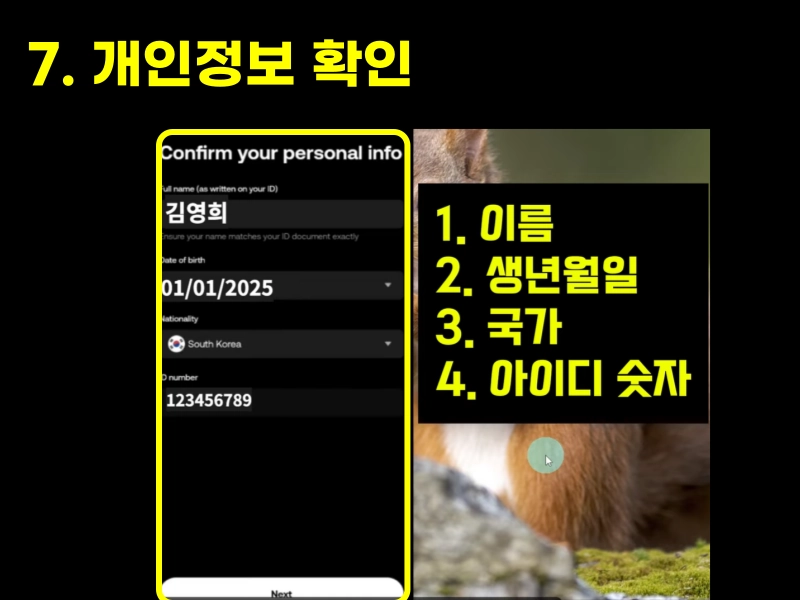 7. 개인정보 확인
Confirm your personal info
Full name (as written on your ID)
김영희
Ensure your name matches your ID document exactly
Date of birth
01/01/2025
Nationality
South Korea
ID number
123456789
Next
1. 이름
2. 생년월일
3. 국가
4. 아이디 숫자